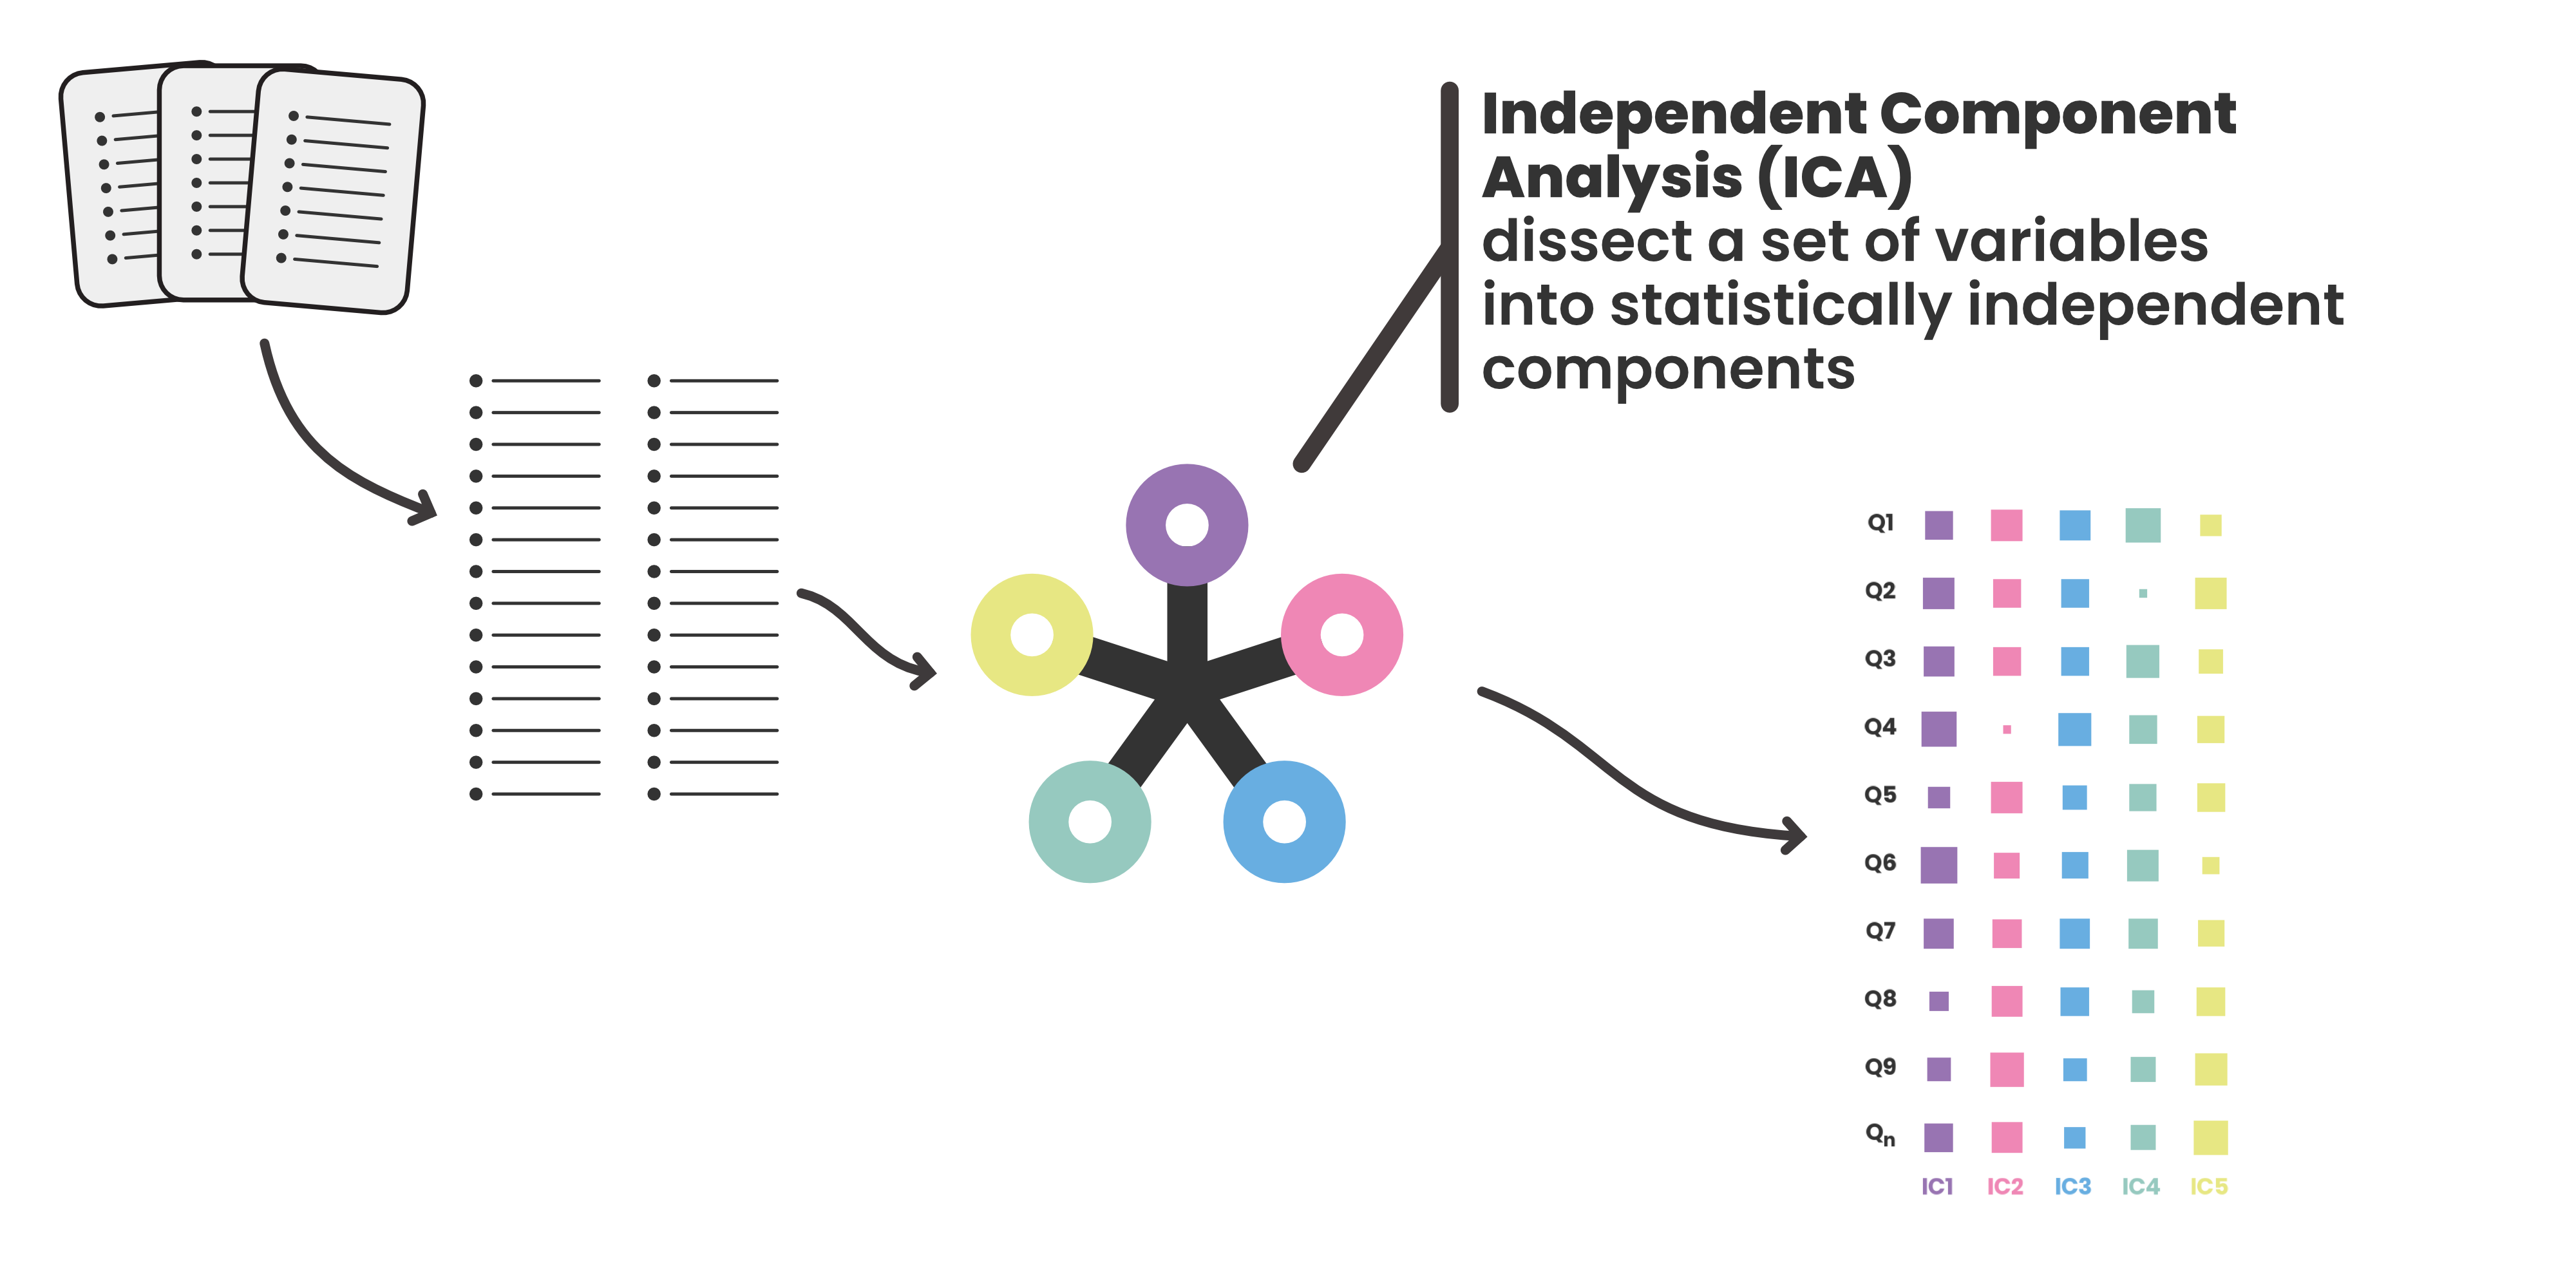 Independent Component
Analysis (ICA)
dissect a set of variables
into statistically independent
components
Q1
Q2
Q3
Q4
Q5
Q6
Q7
Q8
Q9
Qn
IC1 IC2 IC3 IC4 IC5